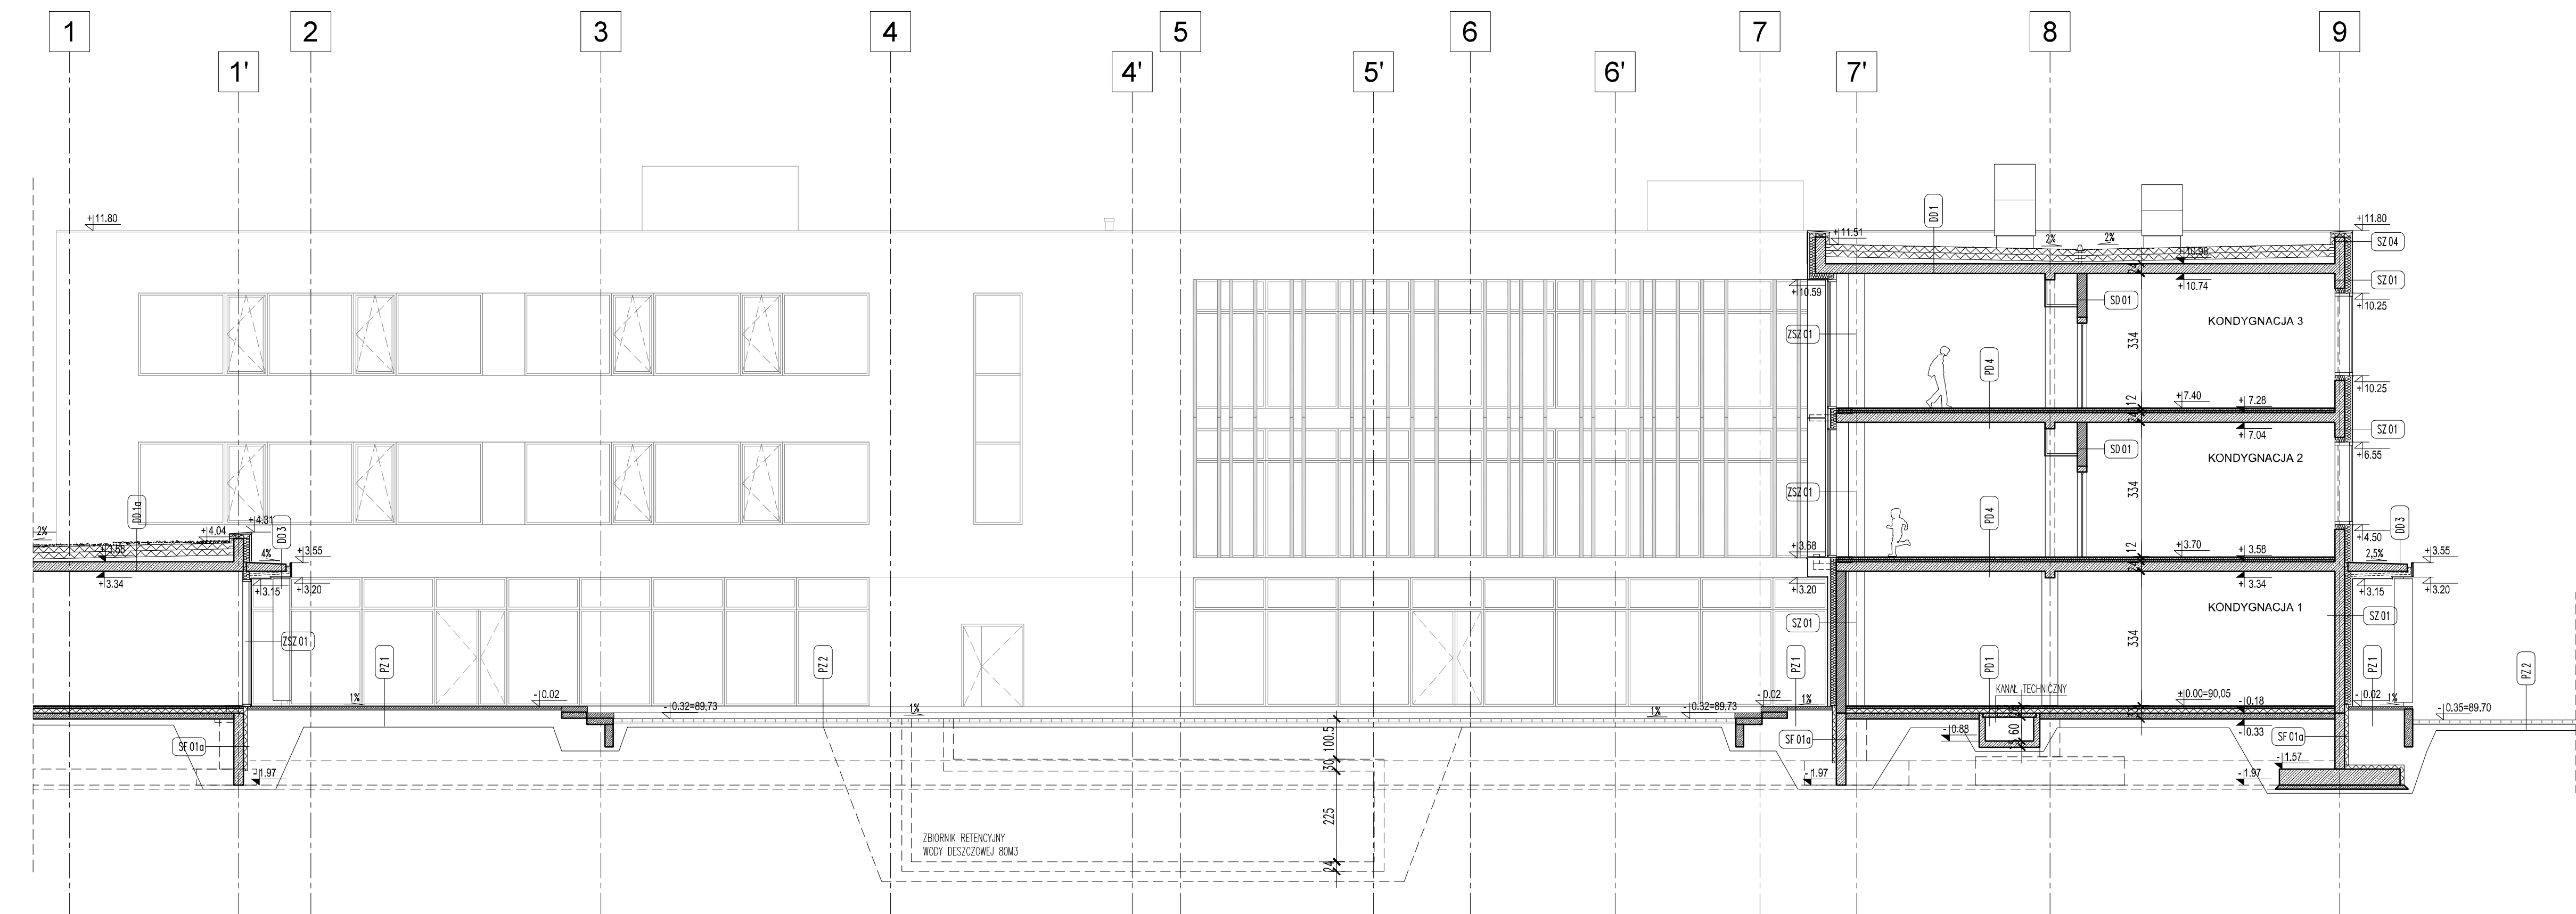 1 2 3 4 5 6 7 8 9
1' 4' 5' 6' 7'
+11.80
+11.80
DD1
+11.51
2% 2%
SZ 04
+10.98
24
SZ 01
+10.74
+10.59
+10.25
SD 01
KONDYGNACJA 3
ZSZ 01
334
PD 4
+10.25
12
+7.40
+7.28
24
SZ 01
+7.04
+6.55
SD 01
KONDYGNACJA 2
ZSZ 01
334
PD 4
DD 1a
+4.31
DD 3
2%
+4.04
+3.58
4%
+3.55
+3.34
+3.15
+3.20
+3.68
12
+3.70
+3.58
+4.50
DD 3
2,5%
+3.55
24
+3.34
+3.20
+3.15
+3.20
KONDYGNACJA 1
SZ 01
SZ 01
334
ZSZ 01
PZ 1
PZ 2
PZ 1
PD 1
PZ 1
PZ 2
KANAŁ TECHNICZNY
1%
-0.02
-0.32=89,73
1%
1%
-0.32=89,73
-0.02
1%
±0.00=90,05
-0.18
-0.02
1%
-0.35=89,70
SF 01a
100.5
SF 01a
-0.88
60
15
-0.33
SF 01a
-1.97
30
-1.97
-1.57
-1.97
225
ZBIORNIK RETENCYJNY
WODY DESZCZOWEJ 80M3
24